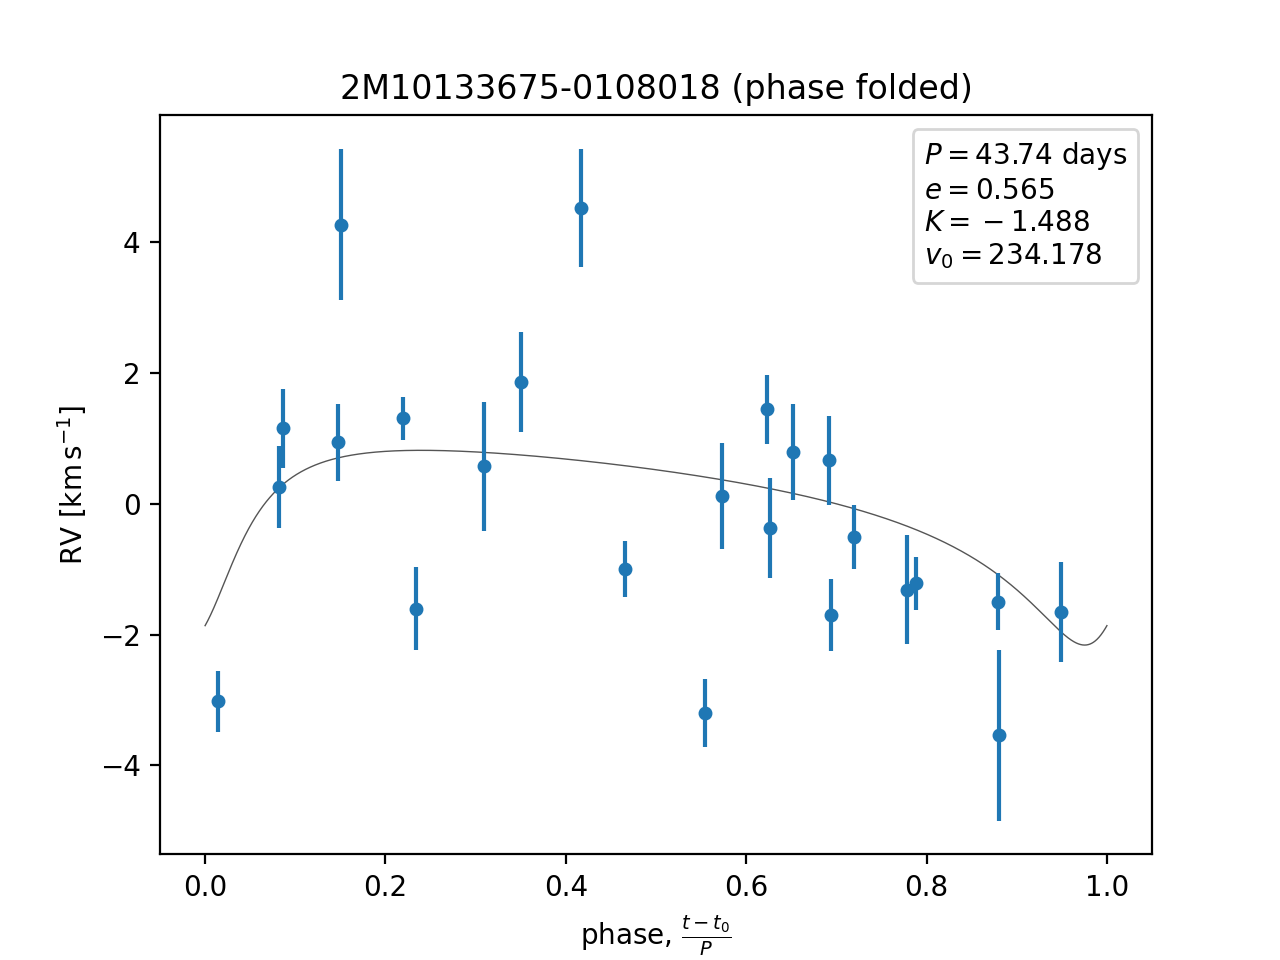 2M10133675-0108018 (phase folded)
P = 43.74 days
e = 0.565
K = −1.488
v₀ = 234.178
RV [km s⁻¹]
4
2
0
−2
−4
0.0 0.2 0.4 0.6 0.8 1.0
phase, (t − t₀)/P